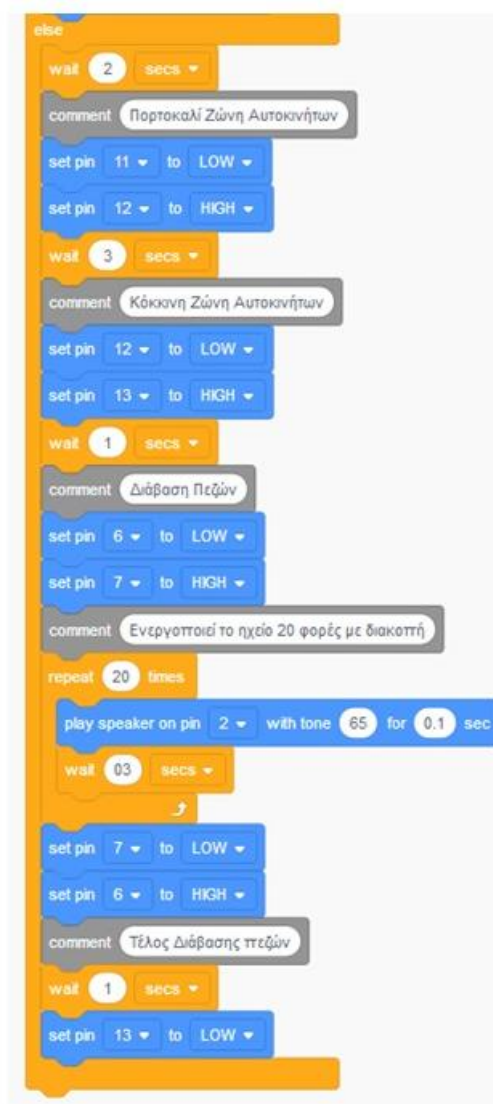 else
wait 2 secs
comment Πορτοκαλί Ζώνη Αυτοκινήτων
set pin 11 to LOW
set pin 12 to HIGH
wait 3 secs
comment Κόκκινη Ζώνη Αυτοκινήτων
set pin 12 to LOW
set pin 13 to HIGH
wait 1 secs
comment Διάβαση Πεζών
set pin 6 to LOW
set pin 7 to HIGH
comment Ενεργοποιεί το ηχείο 20 φορές με διακοπή
repeat 20 times
play speaker on pin 2 with tone 65 for 0.1 sec
wait 03 secs
set pin 7 to LOW
set pin 6 to HIGH
comment Τέλος Διάβασης πεζών
wait 1 secs
set pin 13 to LOW